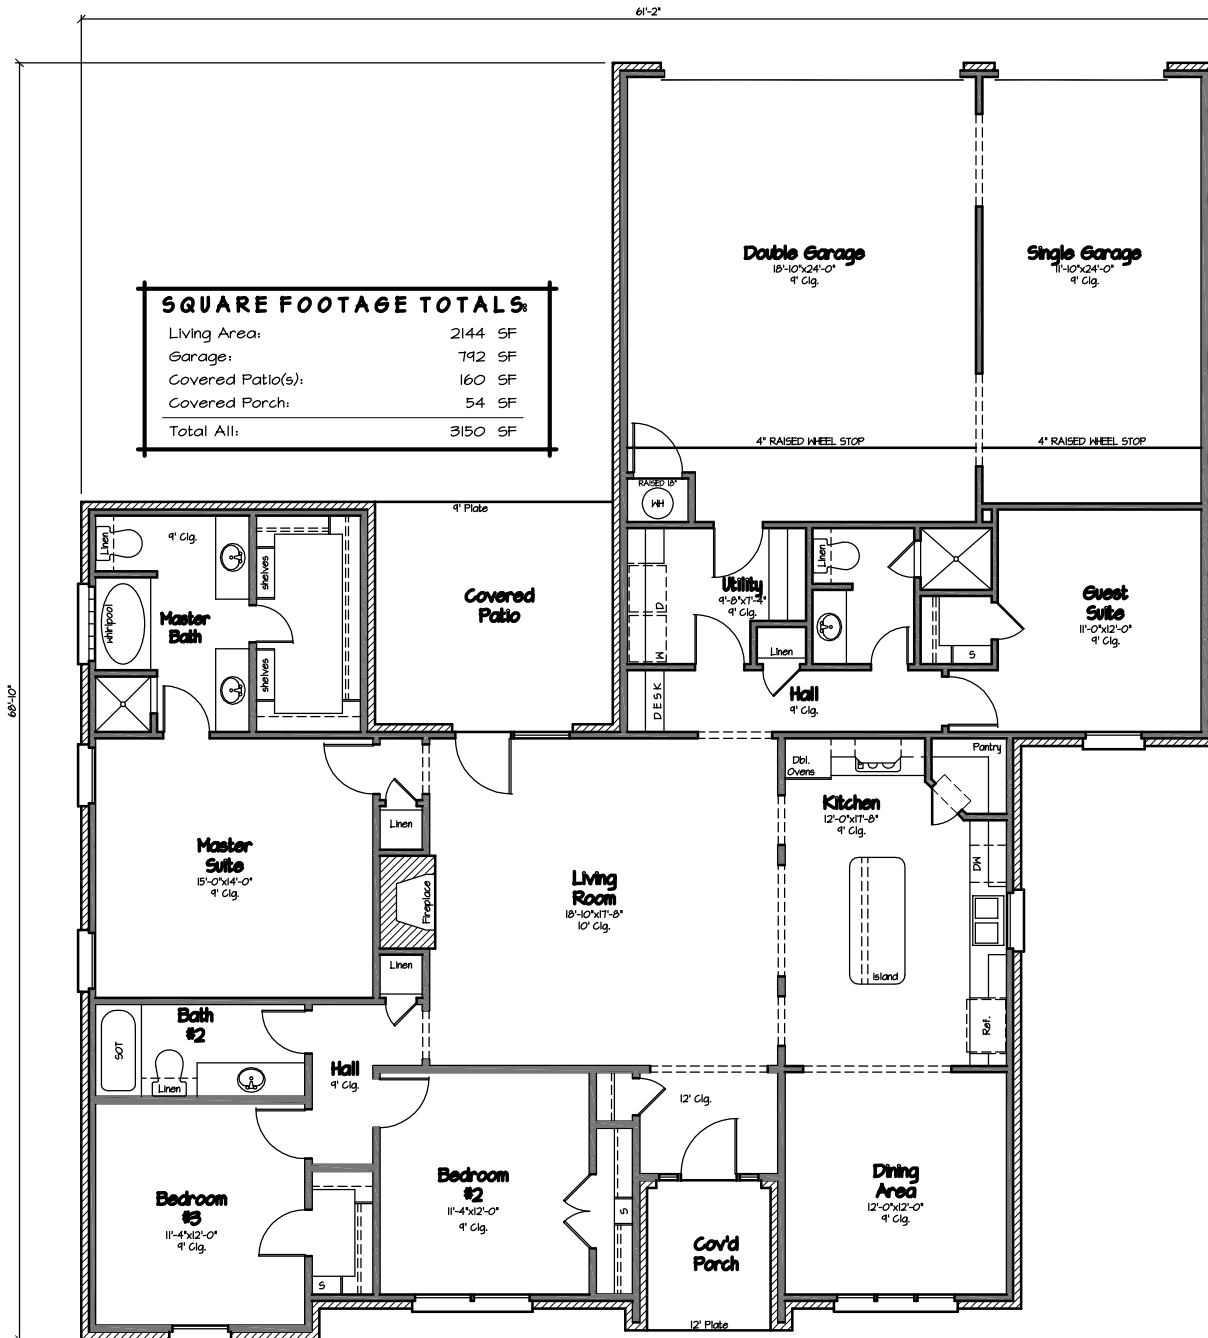 61'-2"
68'-10"
SQUARE FOOTAGE TOTALS:
Living Area: 2144 SF
Garage: 792 SF
Covered Patio(s): 160 SF
Covered Porch: 54 SF
Total All: 3150 SF
Double Garage
18'-10"x24'-0"
9' Clg.
Single Garage
11'-10"x24'-0"
9' Clg.
4" RAISED WHEEL STOP
4" RAISED WHEEL STOP
RAISED 18"
WH
9' Plate
Covered
Patio
Linen
9' Clg.
shelves
whirlpool
Master
Bath
shelves
Utility
9'-8"x7'-4"
9' Clg.
D
W
Linen
Linen
S
Guest
Suite
11'-0"x12'-0"
9' Clg.
DESK
Hall
9' Clg.
Dbl.
Ovens
Pantry
Kitchen
12'-0"x17'-8"
9' Clg.
DW
Island
Ref.
Master
Suite
15'-0"x14'-0"
9' Clg.
Linen
Fireplace
Linen
Living
Room
18'-10"x17'-8"
10' Clg.
Bath
#2
SOT
Linen
Hall
9' Clg.
12' Clg.
Bedroom
#3
11'-4"x12'-0"
9' Clg.
S
Bedroom
#2
11'-4"x12'-0"
9' Clg.
S
Cov'd
Porch
12' Plate
Dining
Area
12'-0"x12'-0"
9' Clg.